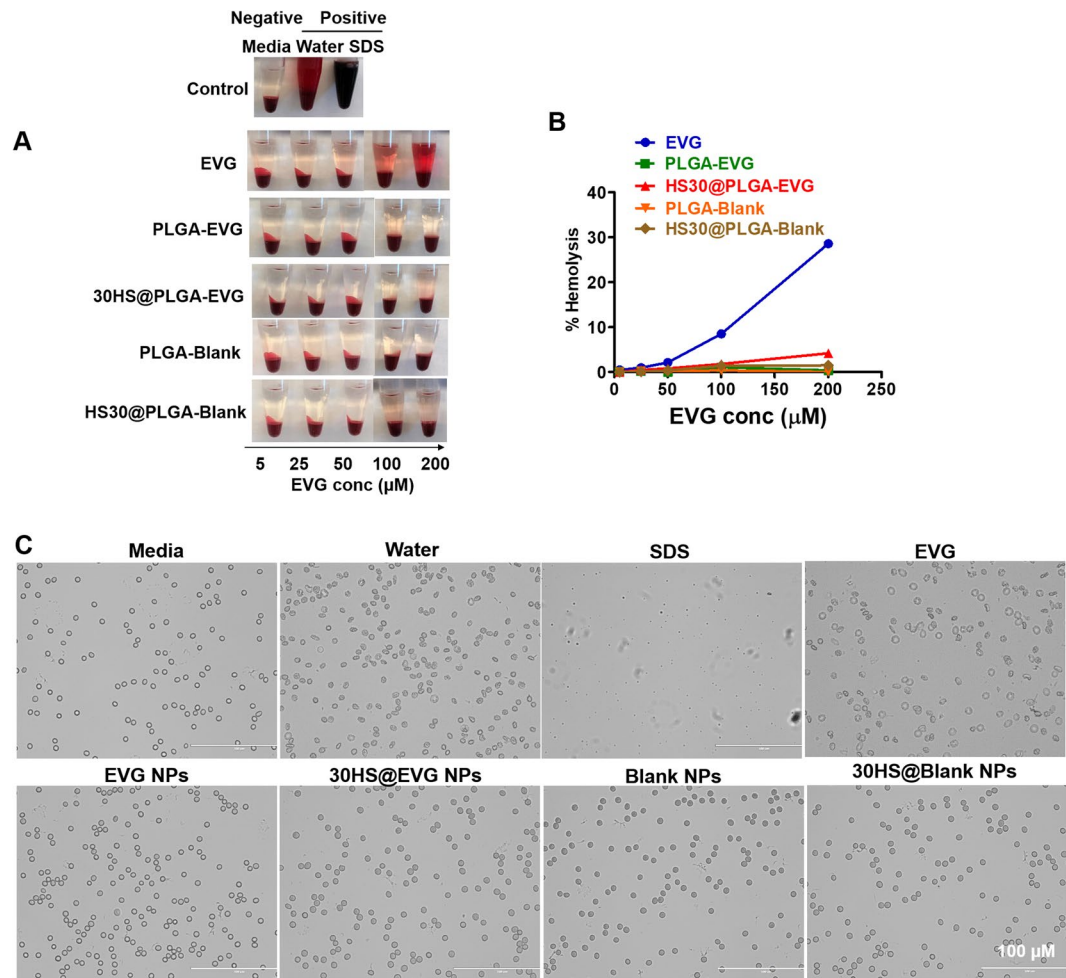 Negative Positive
Media Water SDS
Control
A
EVG
PLGA-EVG
30HS@PLGA-EVG
PLGA-Blank
HS30@PLGA-Blank
5 25 50 100 200
EVG conc (µM)
B
EVG
PLGA-EVG
HS30@PLGA-EVG
PLGA-Blank
HS30@PLGA-Blank
% Hemolysis
40
30
20
10
0
0 50 100 150 200 250
EVG conc (µM)
C
Media Water SDS EVG
EVG NPs 30HS@EVG NPs Blank NPs 30HS@Blank NPs
100 µM